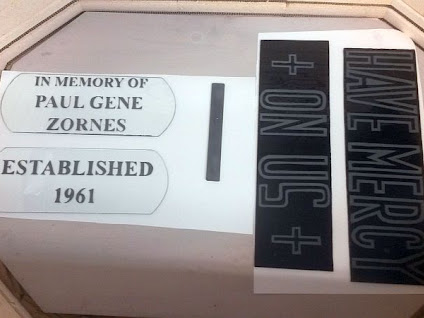 IN MEMORY OF
PAUL GENE
ZORNES
ESTABLISHED
1961
HAVE MERCY
+ ON US +